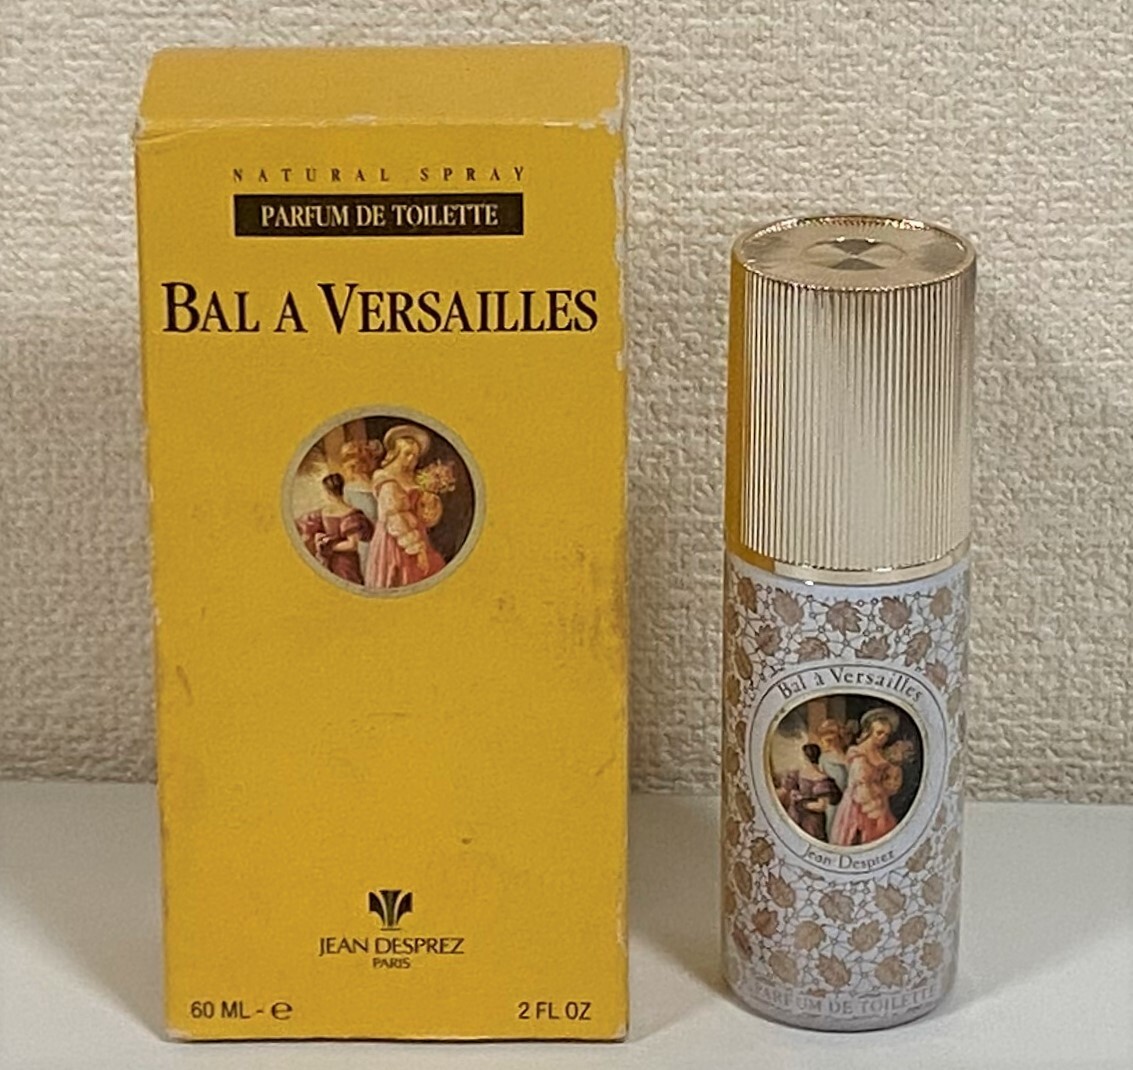 NATURAL SPRAY
PARFUM DE TOILETTE
BAL A VERSAILLES
JEAN DESPREZ
PARIS
60 ML - ℮
2 FL OZ
Bal à Versailles
Jean Desprez
PARFUM DE TOILETTE